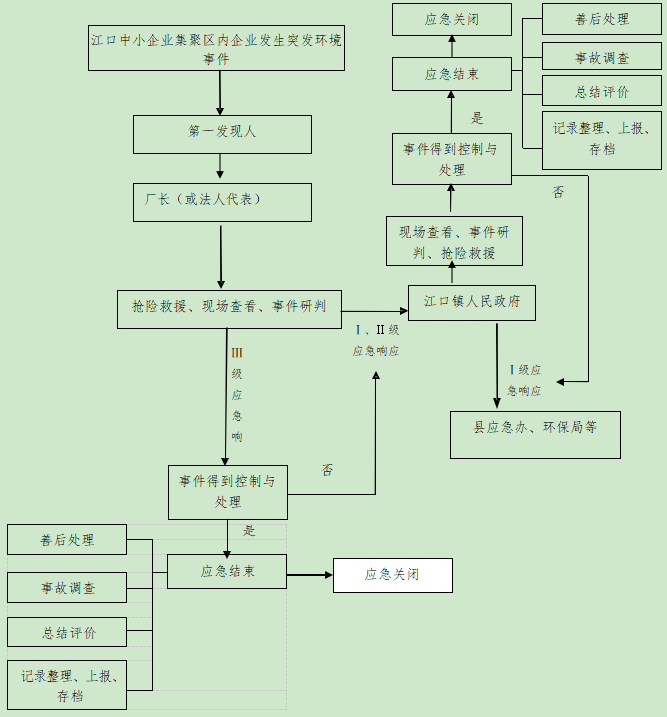 江口中小企业集聚区内企业发生突发环境
事件
第一发现人
厂长（或法人代表）
抢险救援、现场查看、事件研判
Ⅲ
级
应
急
响
事件得到控制与
处理
否
是
应急结束
应急关闭
善后处理
事故调查
总结评价
记录整理、上报、
存档
Ⅰ、Ⅱ级
应急响应
江口镇人民政府
现场查看、事件研
判、抢险救援
事件得到控制与
处理
是
否
应急结束
应急关闭
善后处理
事故调查
总结评价
记录整理、上报、
存档
Ⅰ级应
急响应
县应急办、环保局等